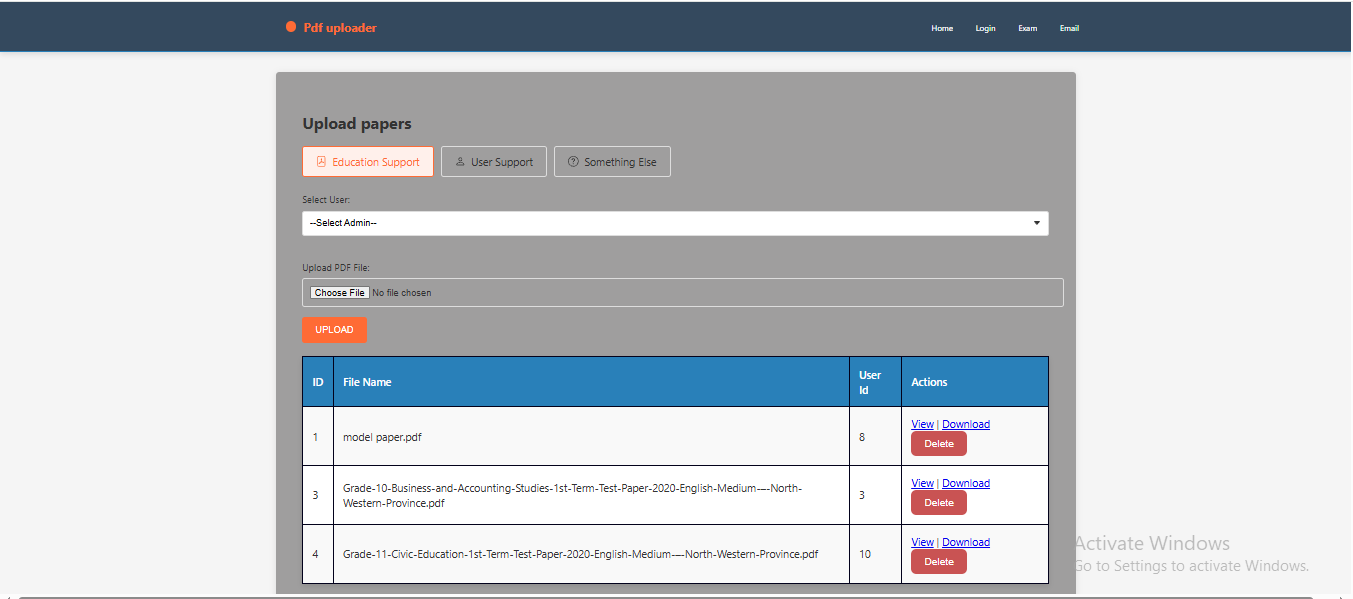 Pdf uploader
Home Login Exam Email
Upload papers
Education Support User Support Something Else
Select User:
--Select Admin--
Upload PDF File:
Choose File No file chosen
UPLOAD
ID File Name User Id Actions
1 model paper.pdf 8 View | Download
Delete
3 Grade-10-Business-and-Accounting-Studies-1st-Term-Test-Paper-2020-English-Medium-–-North-
Western-Province.pdf 3 View | Download
Delete
4 Grade-11-Civic-Education-1st-Term-Test-Paper-2020-English-Medium-–-North-Western-Province.pdf 10 View | Download
Delete
Activate Windows
Go to Settings to activate Windows.